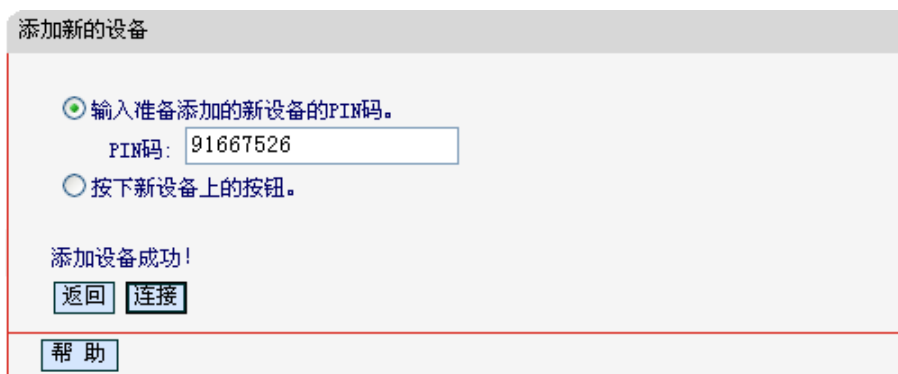 添加新的设备
输入准备添加的新设备的PIN码。
PIN码: 91667526
按下新设备上的按钮。
添加设备成功!
返回 连接
帮 助